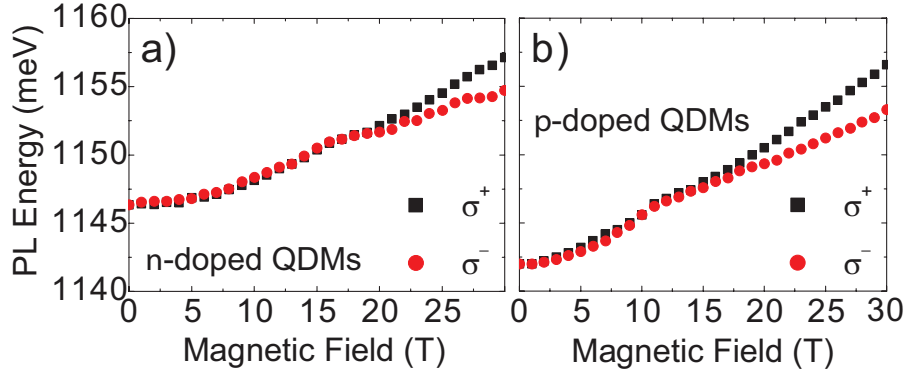 PL Energy (meV)
1160
1155
1150
1145
1140
a)
n-doped QDMs
σ+
σ−
0 5 10 15 20 25
Magnetic Field (T)
b)
p-doped QDMs
σ+
σ−
0 5 10 15 20 25 30
Magnetic Field (T)